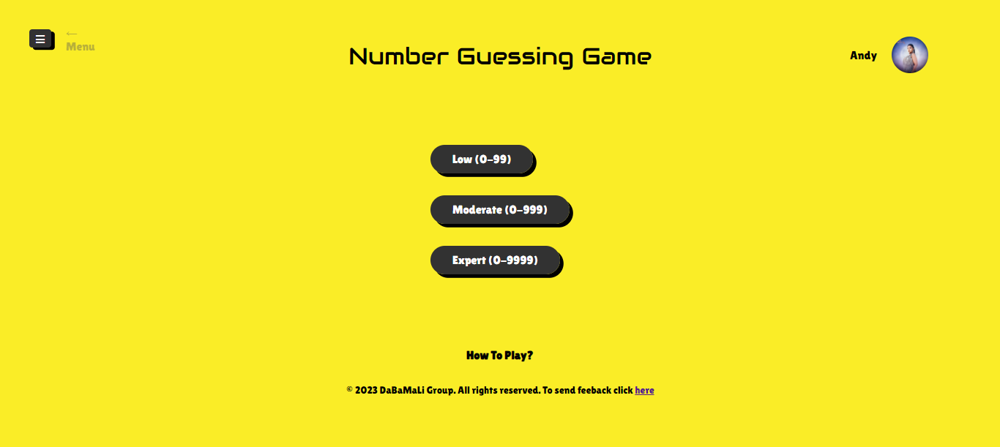 ←
Menu
Number Guessing Game
Andy
Low (0-99)
Moderate (0-999)
Expert (0-9999)
How To Play?
© 2023 DaBaMaLi Group. All rights reserved. To send feeback click here